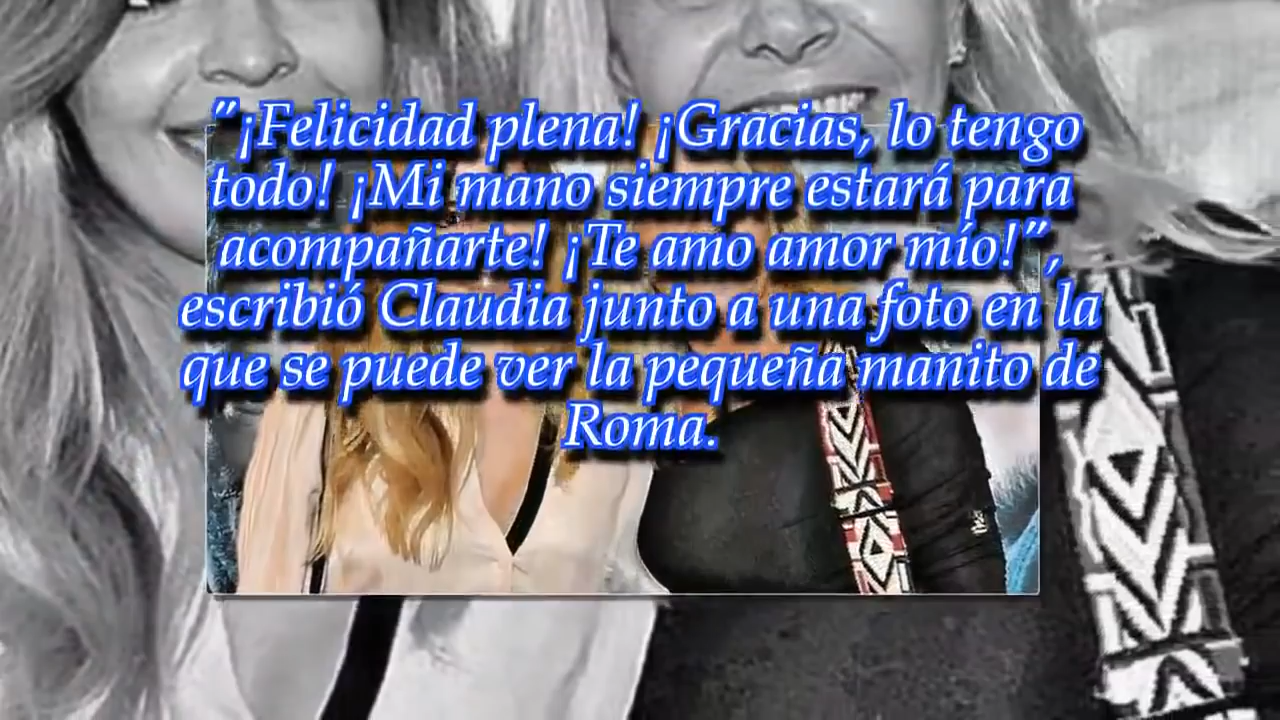 "¡Felicidad plena! ¡Gracias, lo tengo
todo! ¡Mi mano siempre estará para
acompañarte! ¡Te amo amor mío!",
escribió Claudia junto a una foto en la
que se puede ver la pequeña manito de
Roma.